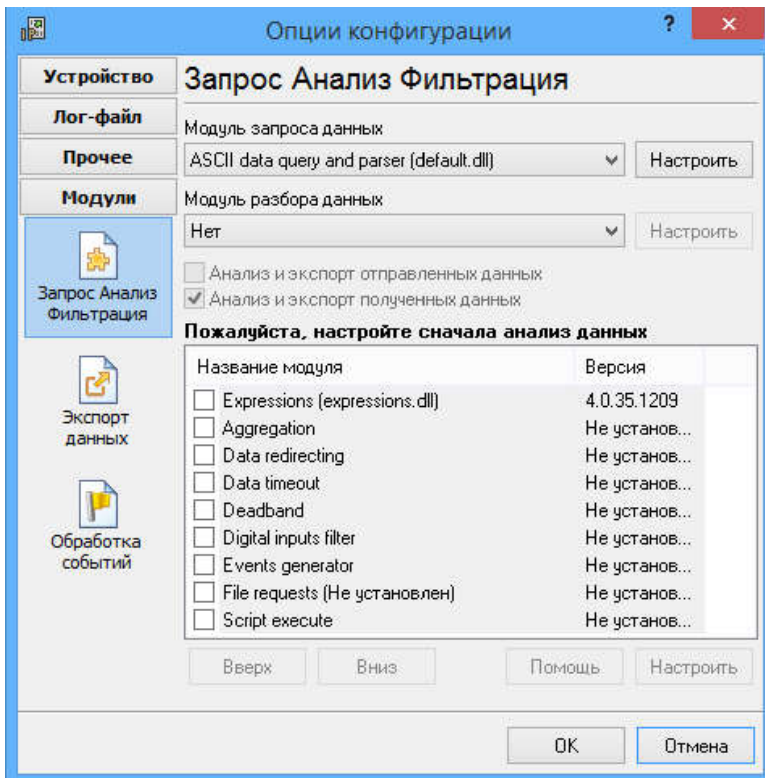 Опции конфигурации
?
Устройство
Лог-файл
Прочее
Модули
Запрос Анализ
Фильтрация
Экспорт
данных
Обработка
событий
Запрос Анализ Фильтрация
Модуль запроса данных
ASCII data query and parser (default.dll)
Настроить
Модуль разбора данных
Нет
Настроить
Анализ и экспорт отправленных данных
Анализ и экспорт полученных данных
Пожалуйста, настройте сначала анализ данных
Название модуля Версия
Expressions (expressions.dll) 4.0.35.1209
Aggregation Не установ...
Data redirecting Не установ...
Data timeout Не установ...
Deadband Не установ...
Digital inputs filter Не установ...
Events generator Не установ...
File requests (Не установлен) Не установ...
Script execute Не установ...
Вверх Вниз Помощь Настроить
OK Отмена